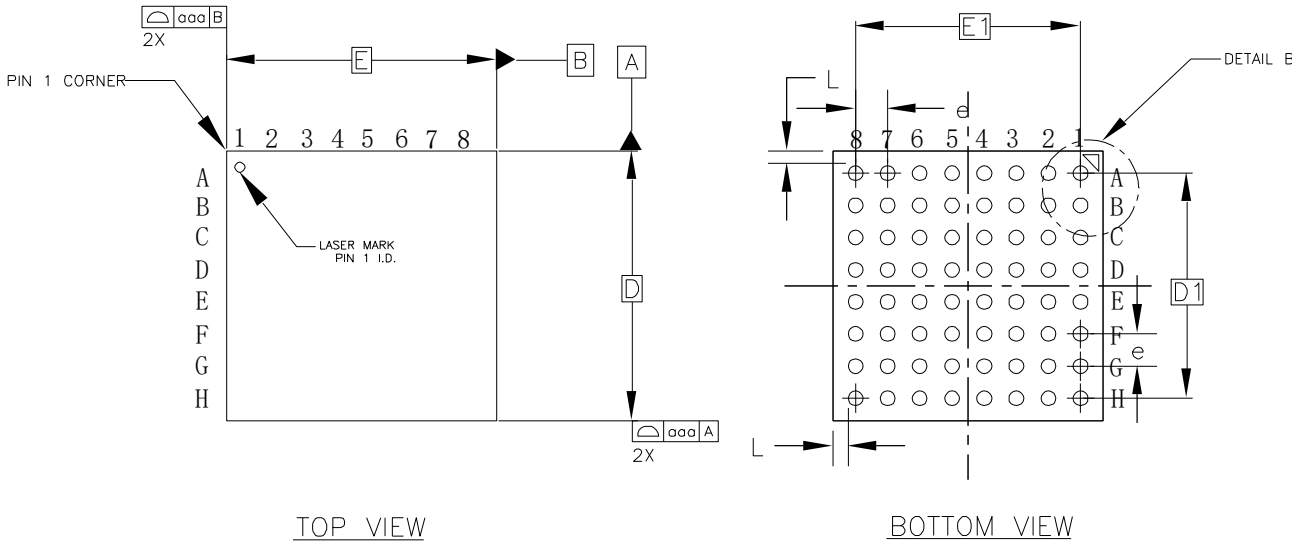 aaa B
2X
E
B
A
PIN 1 CORNER
1 2 3 4 5 6 7 8
A
B
C
D
E
F
G
H
LASER MARK
PIN 1 I.D.
D
aaa A
2X
TOP VIEW
E1
DETAIL B
L
e
8 7 6 5 4 3 2 1
A
B
C
D
E
F
G
H
D1
e
L
BOTTOM VIEW